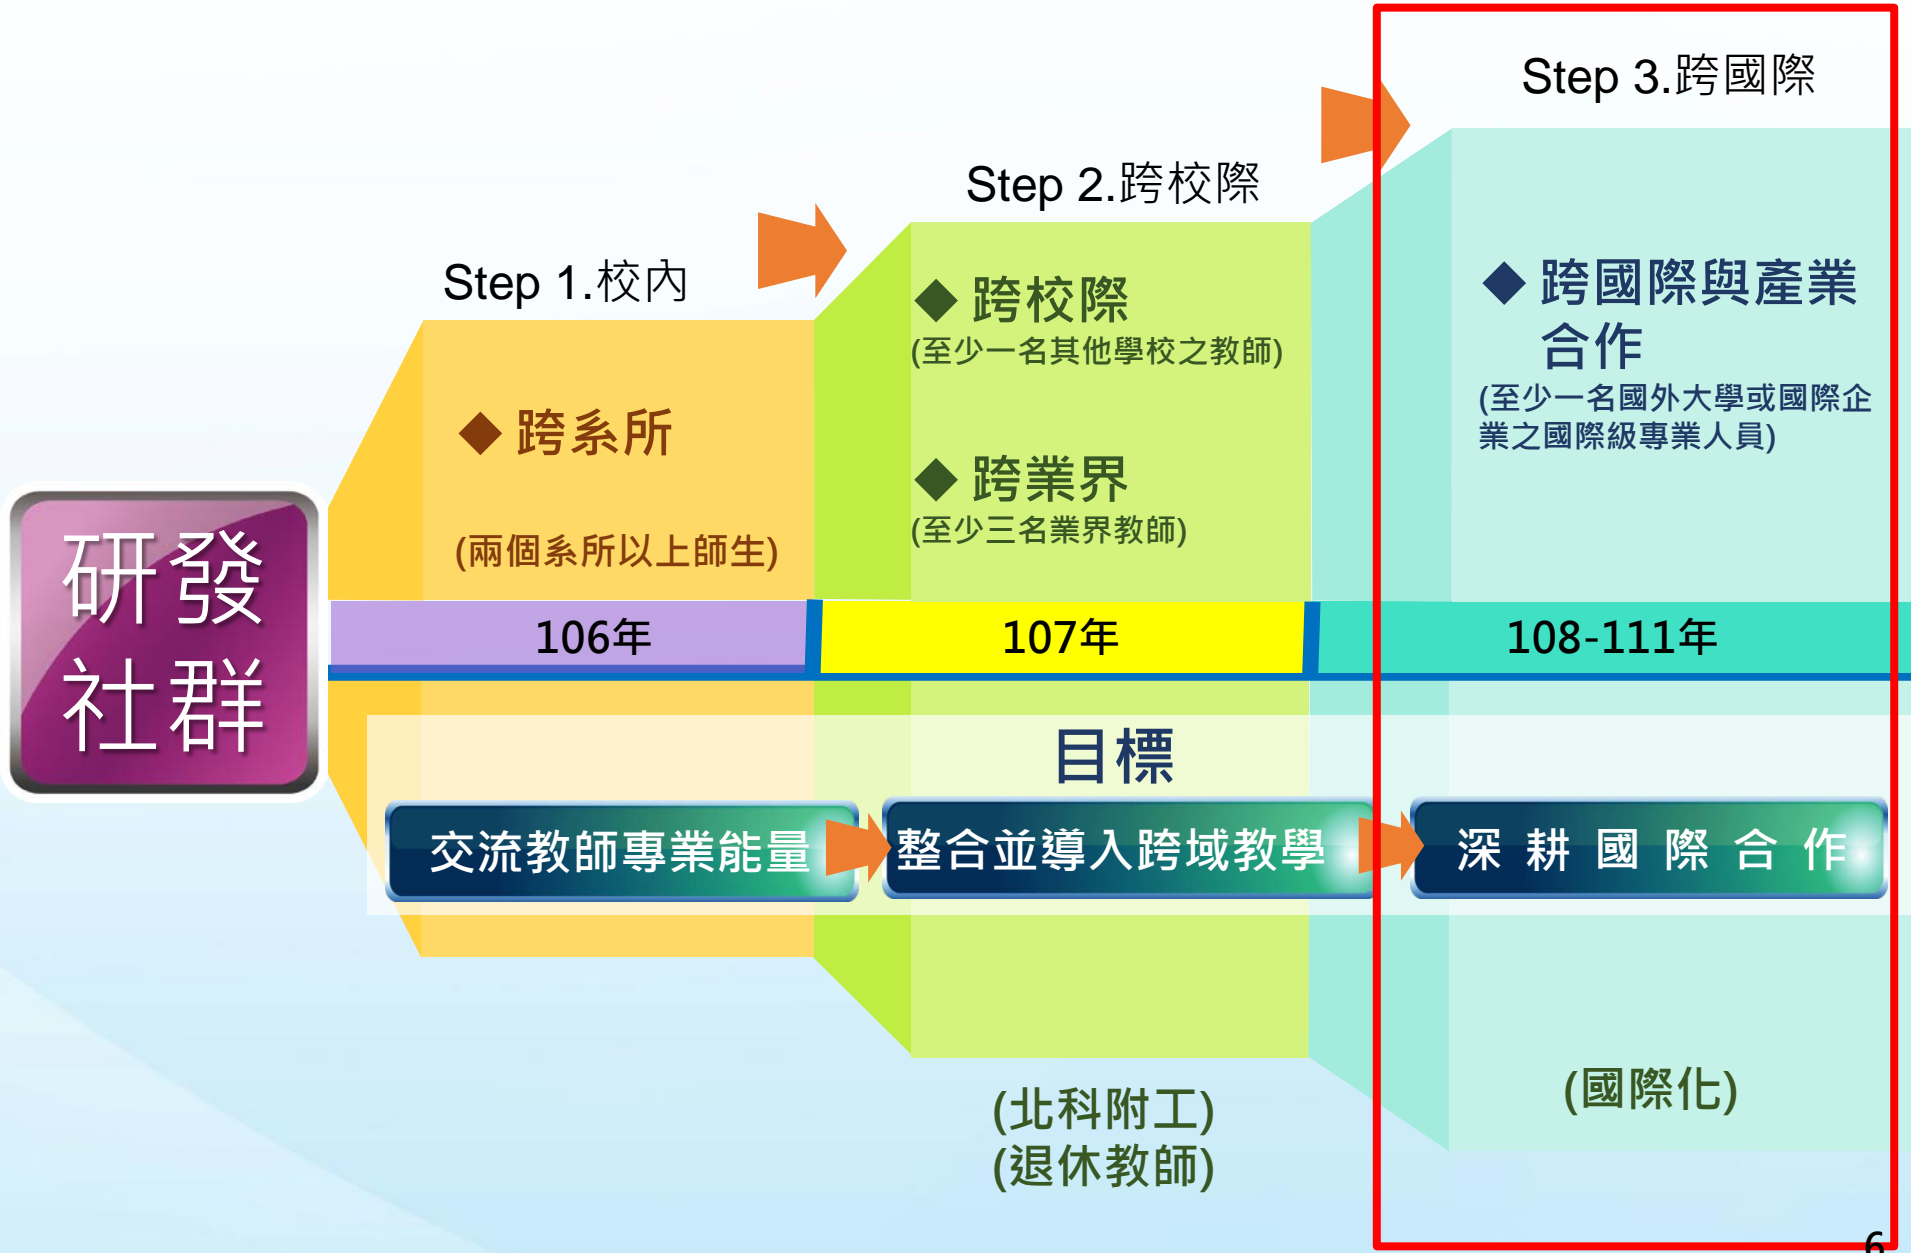 研發
社群
Step 1.校內
◆ 跨系所
(兩個系所以上師生)
106年
Step 2.跨校際
◆ 跨校際
(至少一名其他學校之教師)
◆ 跨業界
(至少三名業界教師)
107年
Step 3.跨國際
◆ 跨國際與產業
合作
(至少一名國外大學或國際企
業之國際級專業人員)
108-111年
目標
交流教師專業能量
整合並導入跨域教學
深 耕 國 際 合 作
(北科附工)
(退休教師)
(國際化)
6